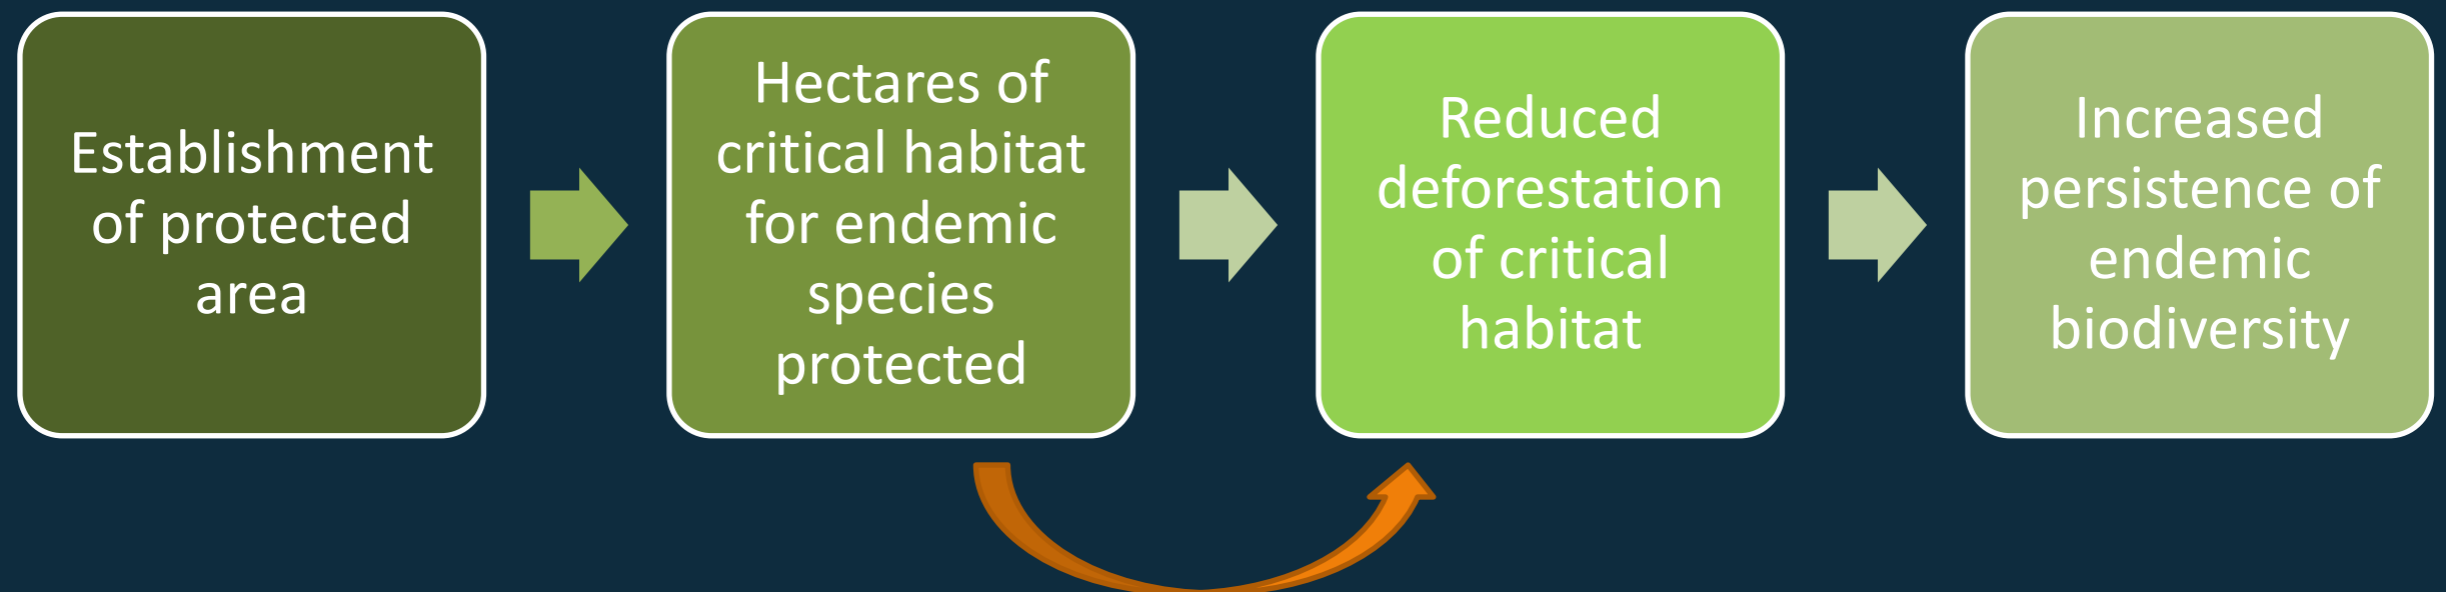 Establishment
of protected
area
Hectares of
critical habitat
for endemic
species
protected
Reduced
deforestation
of critical
habitat
Increased
persistence of
endemic
biodiversity